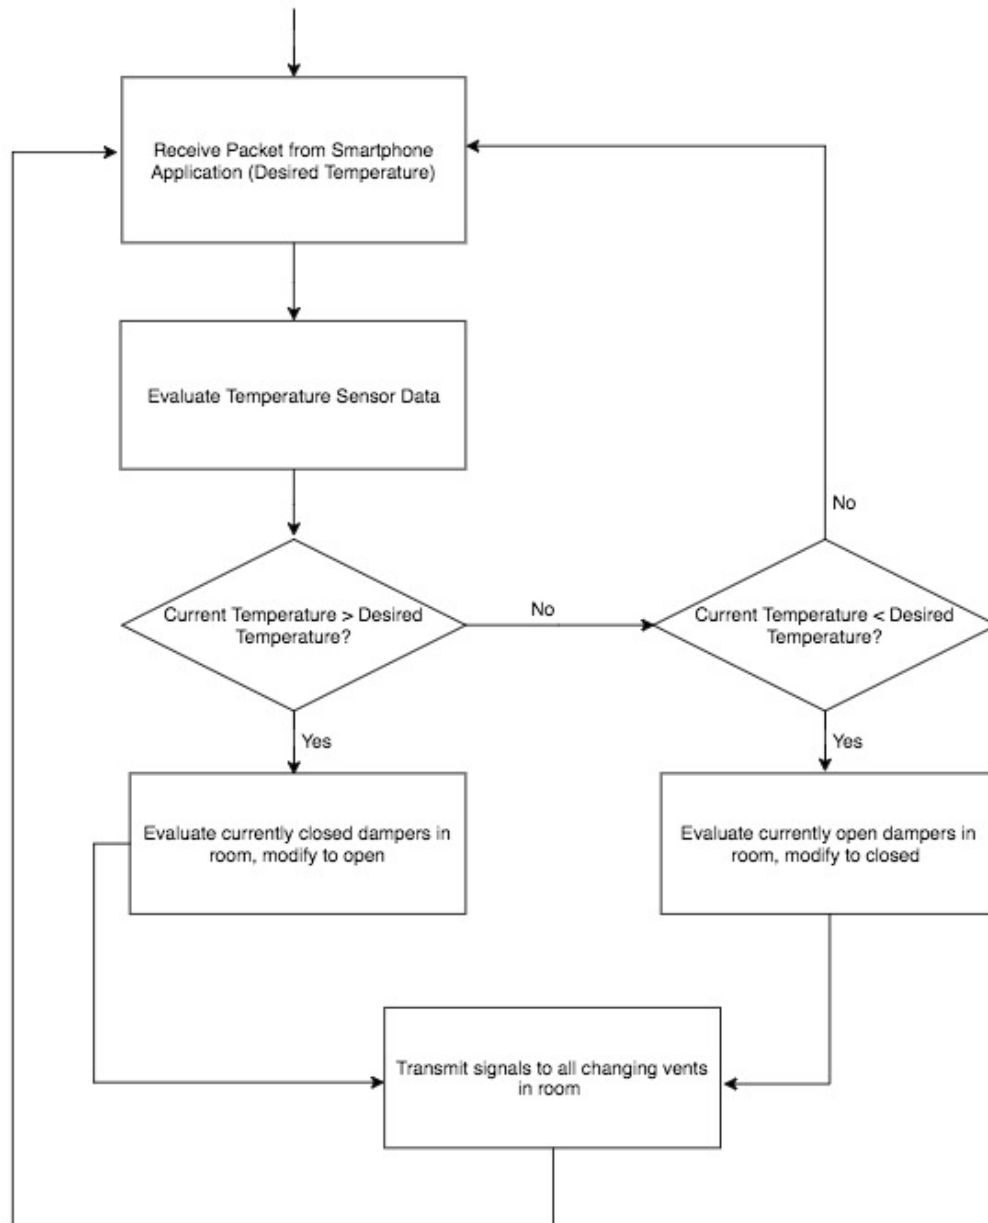 Receive Packet from Smartphone
Application (Desired Temperature)
Evaluate Temperature Sensor Data
No
Current Temperature > Desired
Temperature?
No
Current Temperature < Desired
Temperature?
Yes
Yes
Evaluate currently closed dampers in
room, modify to open
Evaluate currently open dampers in
room, modify to closed
Transmit signals to all changing vents
in room